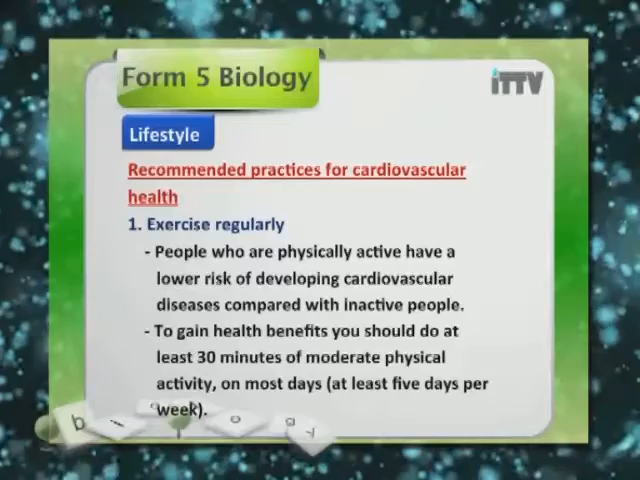 Form 5 Biology
iTTV
Lifestyle
Recommended practices for cardiovascular
health
1. Exercise regularly
- People who are physically active have a
lower risk of developing cardiovascular
diseases compared with inactive people.
- To gain health benefits you should do at
least 30 minutes of moderate physical
activity, on most days (at least five days per
week).